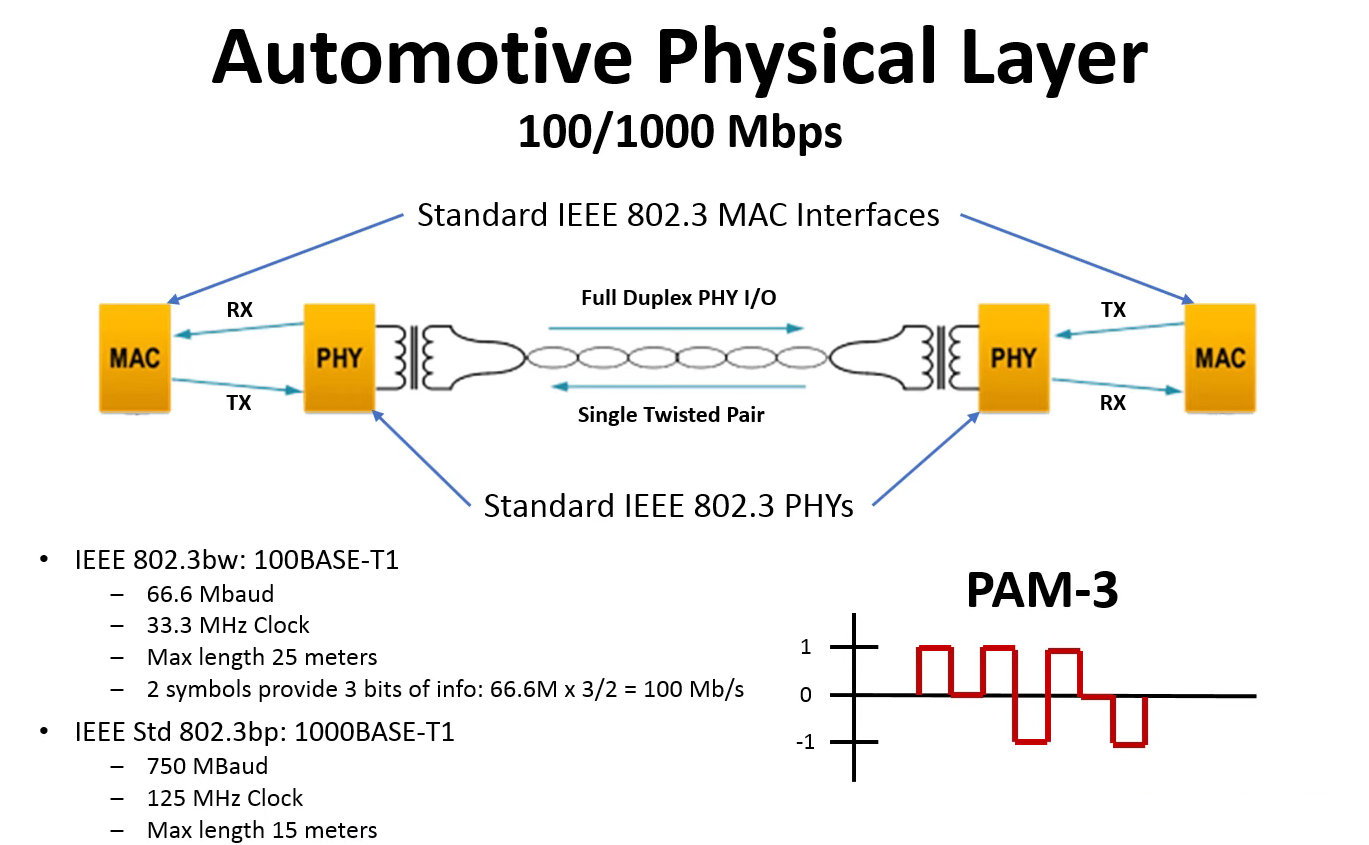 Automotive Physical Layer
100/1000 Mbps
Standard IEEE 802.3 MAC Interfaces
RX
Full Duplex PHY I/O
TX
MAC
PHY
PHY
MAC
TX
Single Twisted Pair
RX
Standard IEEE 802.3 PHYs
• IEEE 802.3bw: 100BASE-T1
– 66.6 Mbaud
– 33.3 MHz Clock
– Max length 25 meters
– 2 symbols provide 3 bits of info: 66.6M x 3/2 = 100 Mb/s
• IEEE Std 802.3bp: 1000BASE-T1
– 750 MBaud
– 125 MHz Clock
– Max length 15 meters
PAM-3
1
0
-1